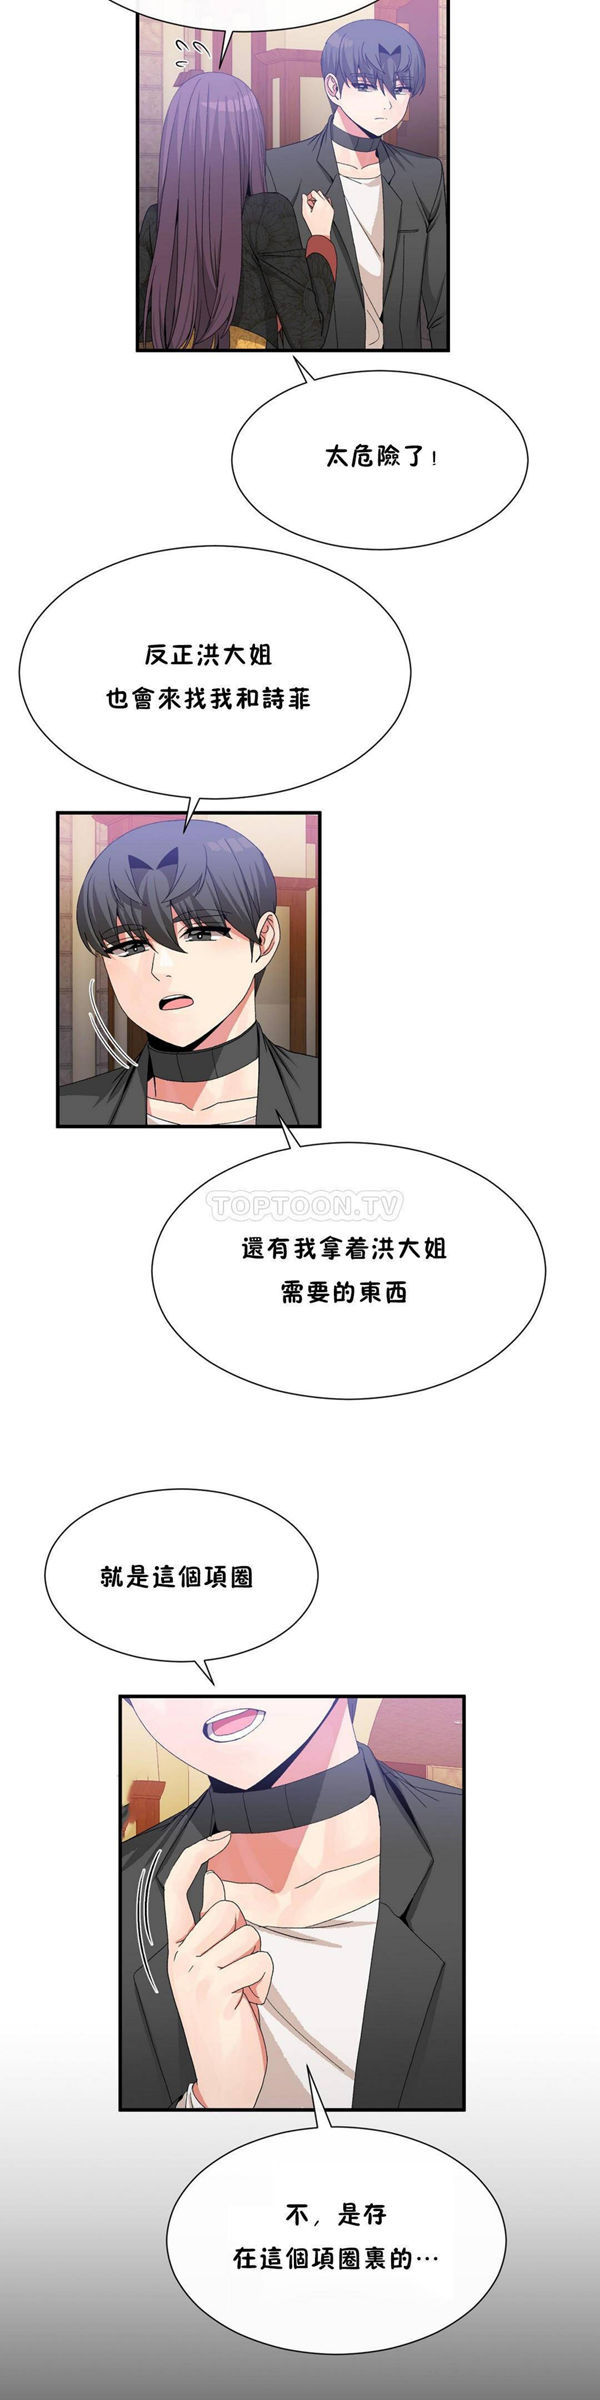 太危險了!
反正洪大姐
也會來找我和詩菲
TOPTOON.TV
還有我拿着洪大姐
需要的東西
就是這個項圈
不, 是存
在這個項圈裏的…